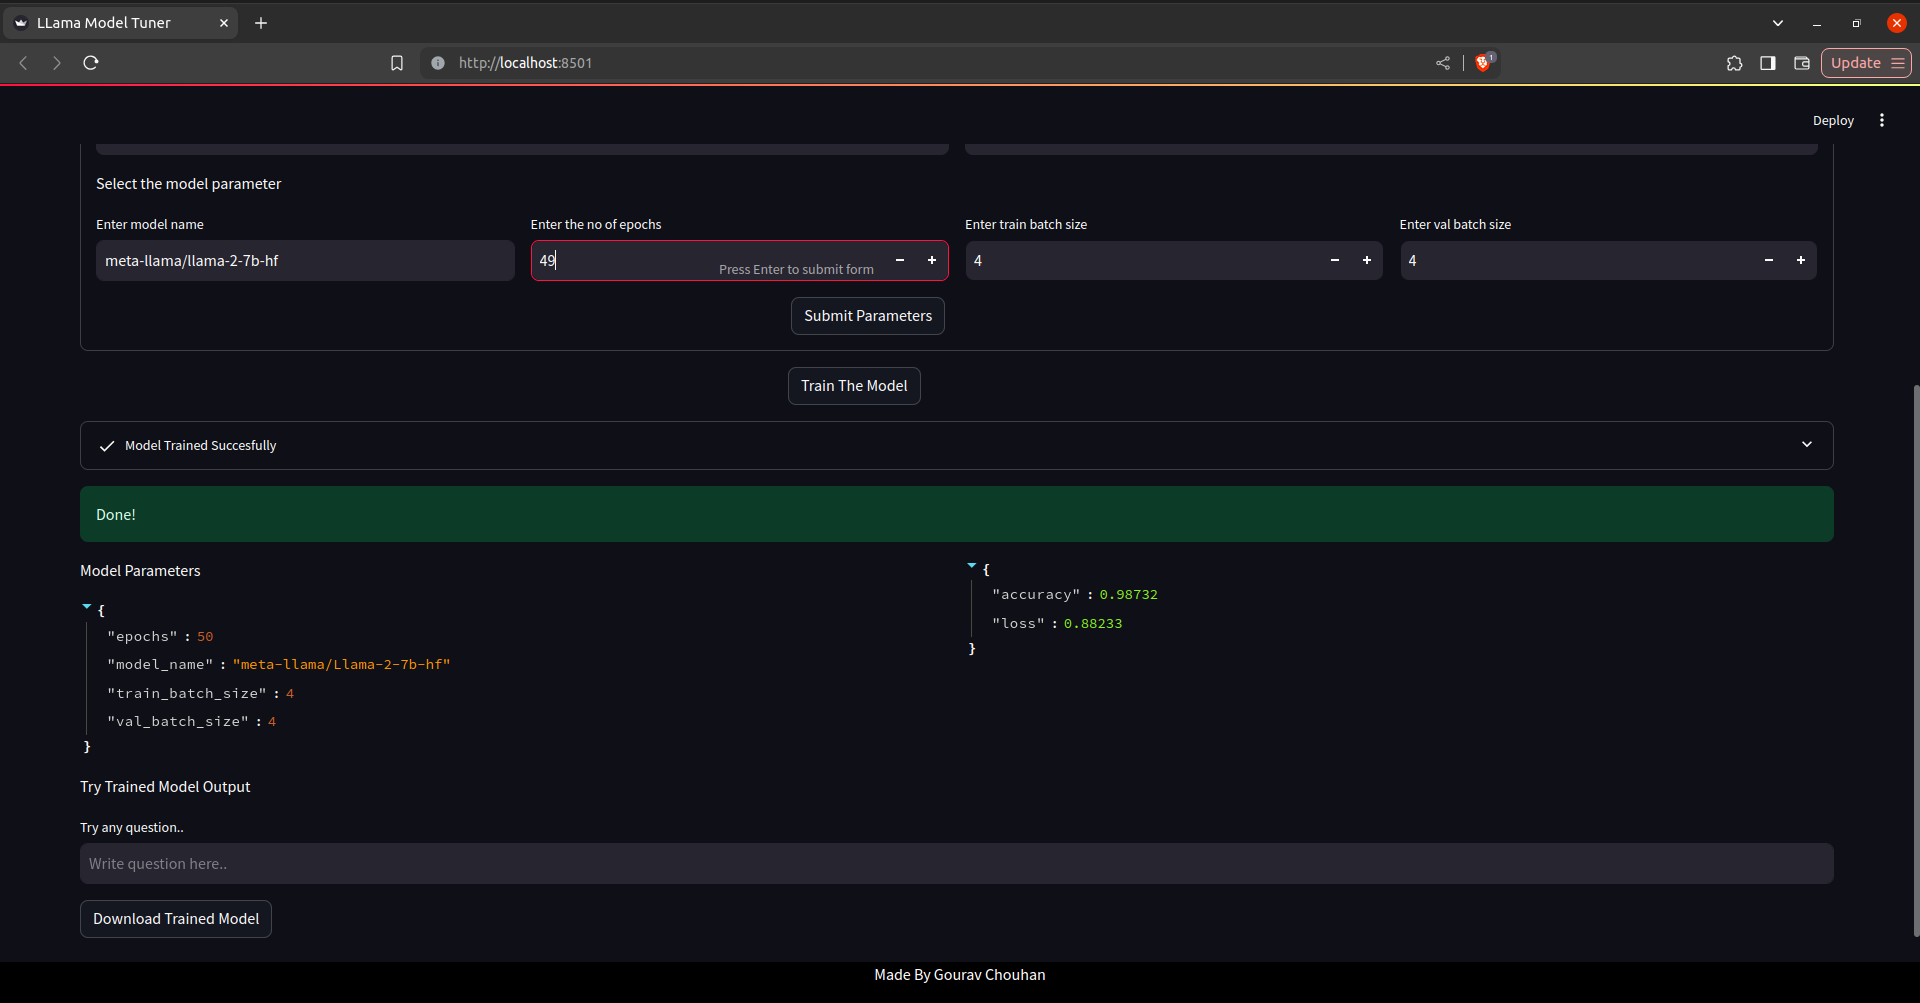 LLama Model Tuner
http://localhost:8501
1
Update
Deploy
Select the model parameter
Enter model name
Enter the no of epochs
Enter train batch size
Enter val batch size
meta-llama/llama-2-7b-hf
49
Press Enter to submit form
4
4
Submit Parameters
Train The Model
Model Trained Succesfully
Done!
Model Parameters
{
"epochs" : 50
"model_name" : "meta-llama/Llama-2-7b-hf"
"train_batch_size" : 4
"val_batch_size" : 4
}
{
"accuracy" : 0.98732
"loss" : 0.88233
}
Try Trained Model Output
Try any question..
Write question here..
Download Trained Model
Made By Gourav Chouhan